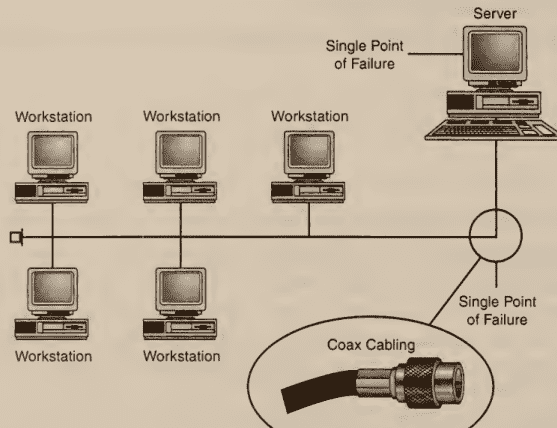 Server
Single Point
of Failure
Workstation
Workstation
Workstation
Single Point
of Failure
Coax Cabling
Workstation
Workstation